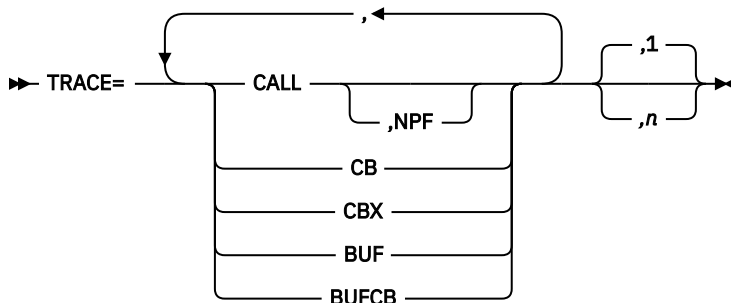 ,
TRACE= CALL ,1
,NPF ,n
CB
CBX
BUF
BUFCB